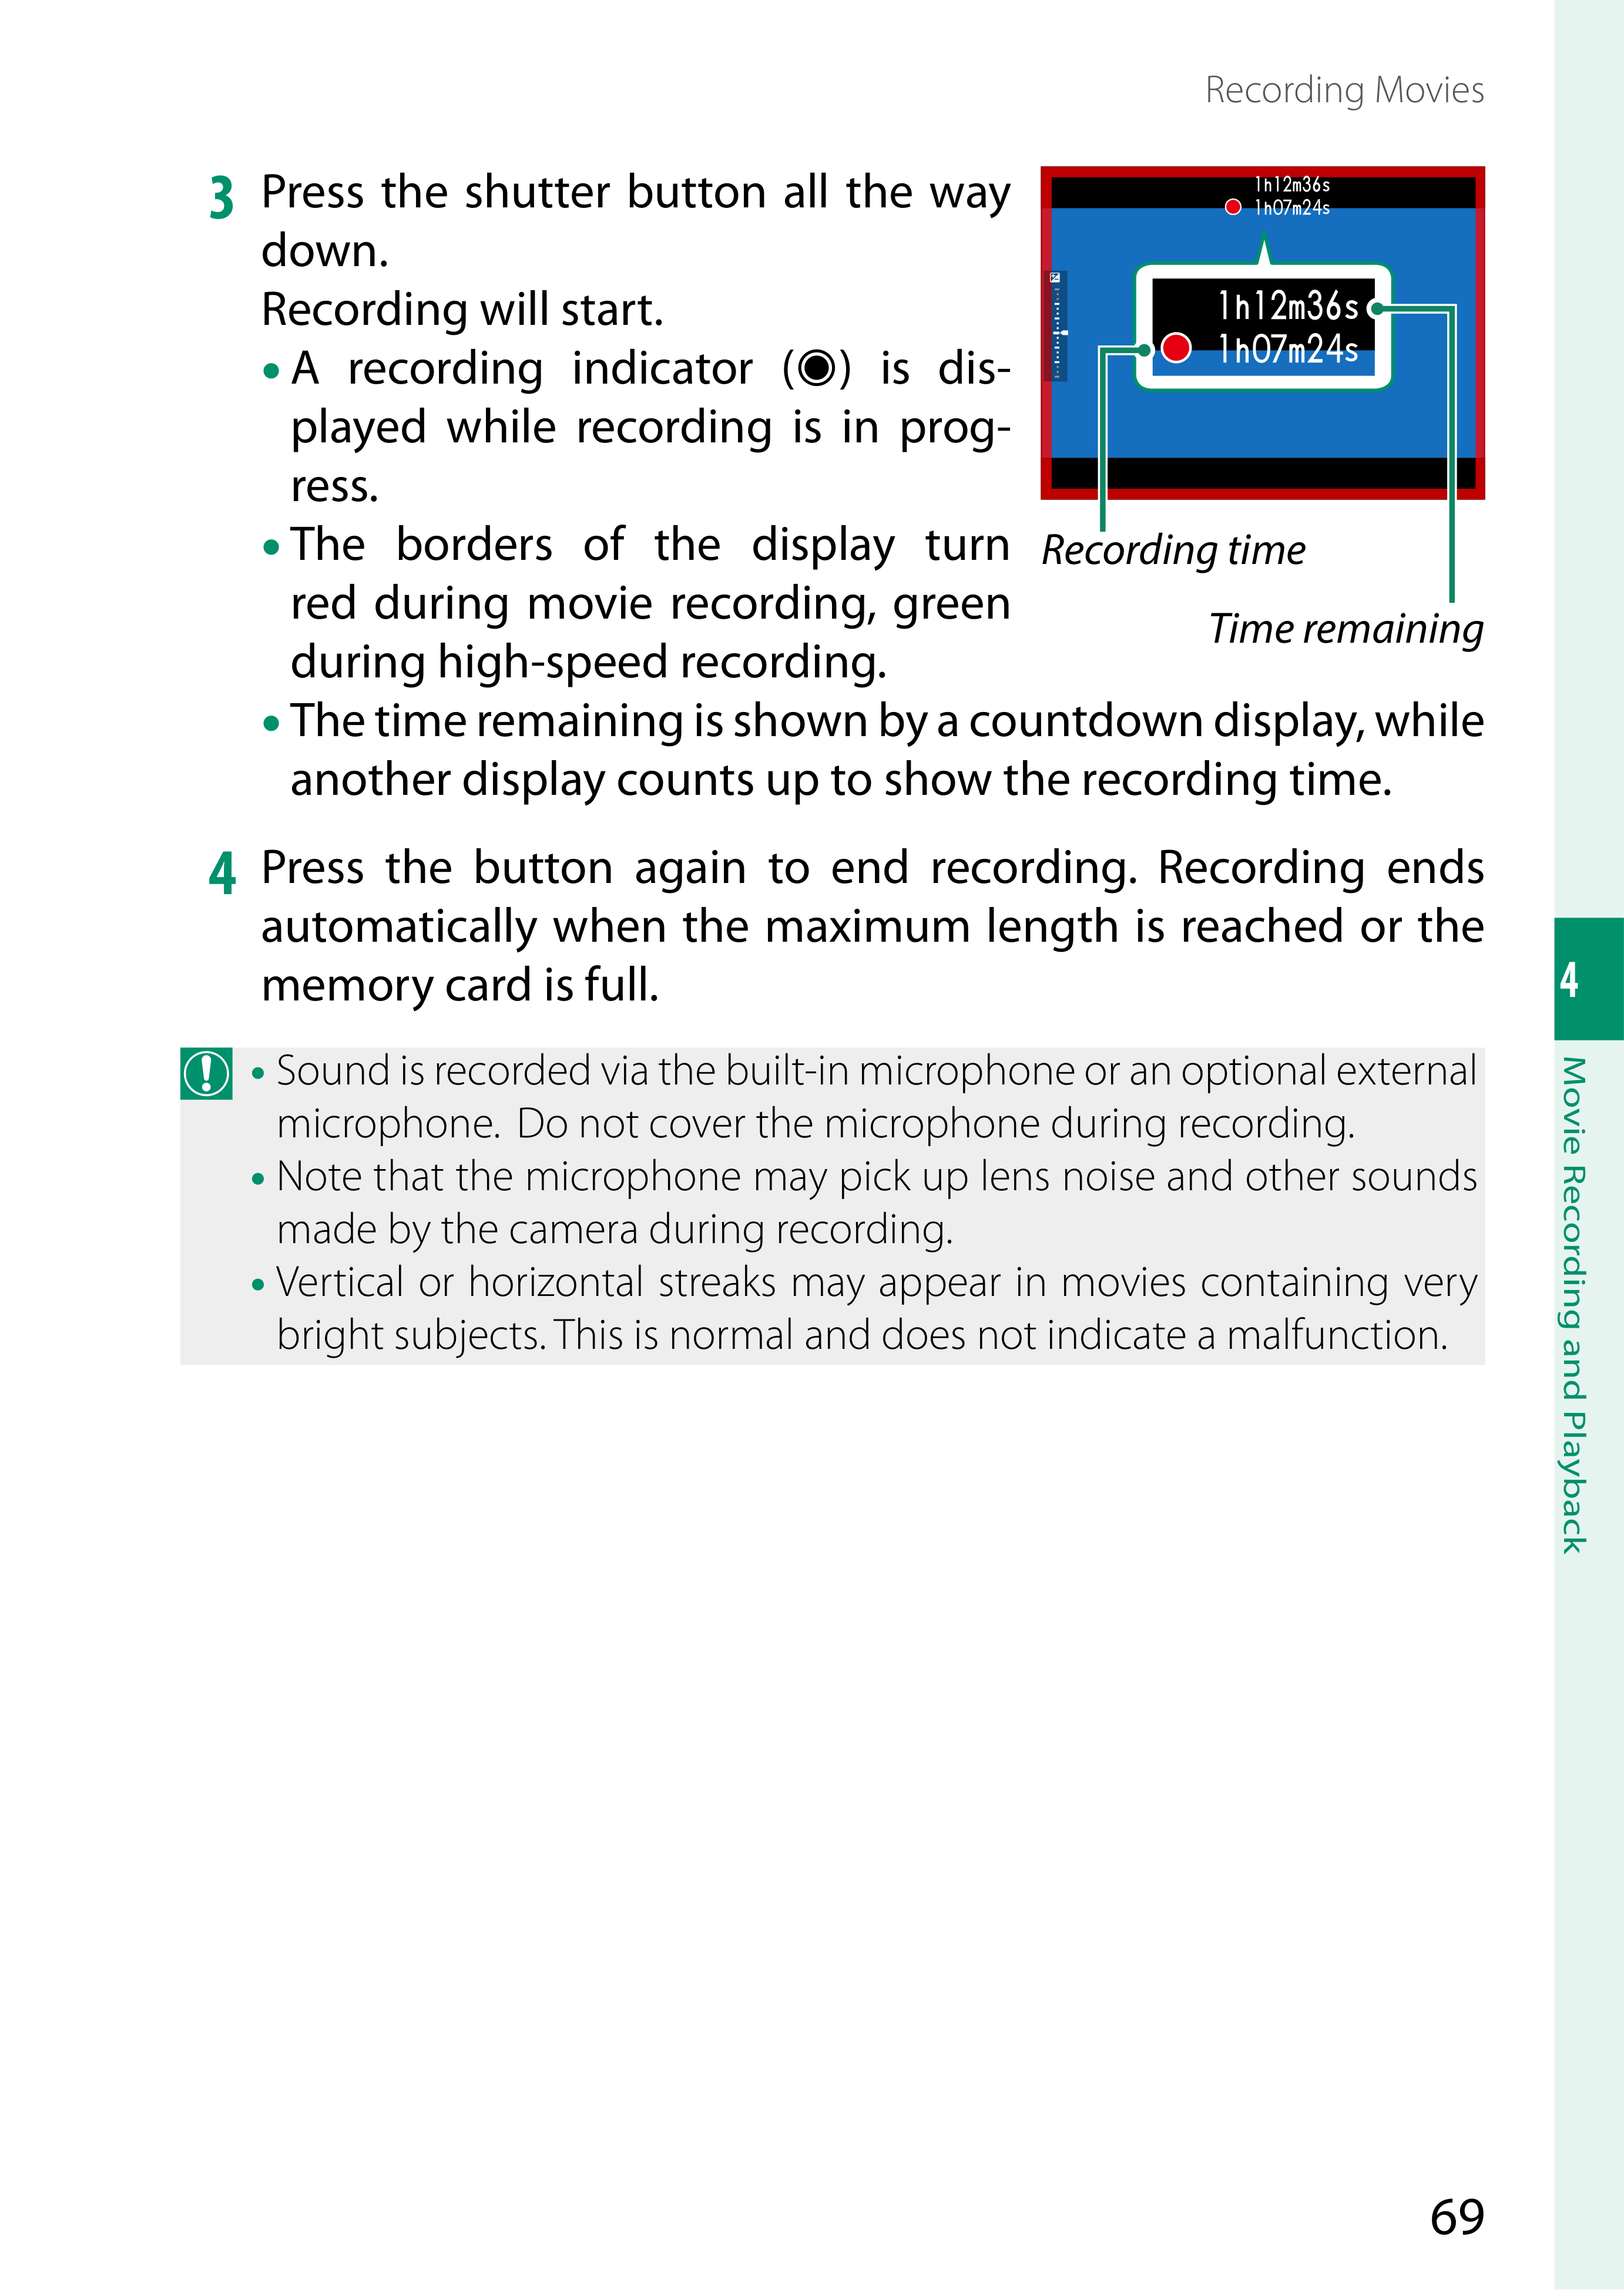 Recording Movies
3 Press the shutter button all the way
down.
Recording will start.
• A recording indicator (◉) is dis-
played while recording is in prog-
ress.
• The borders of the display turn
red during movie recording, green
during high-speed recording.
1h12m36s
1h07m24s
1h12m36s
1h07m24s
Recording time
Time remaining
• The time remaining is shown by a countdown display, while
another display counts up to show the recording time.
4 Press the button again to end recording. Recording ends
automatically when the maximum length is reached or the
memory card is full.
• Sound is recorded via the built-in microphone or an optional external
microphone. Do not cover the microphone during recording.
• Note that the microphone may pick up lens noise and other sounds
made by the camera during recording.
• Vertical or horizontal streaks may appear in movies containing very
bright subjects. This is normal and does not indicate a malfunction.
4
Movie Recording and Playback
69